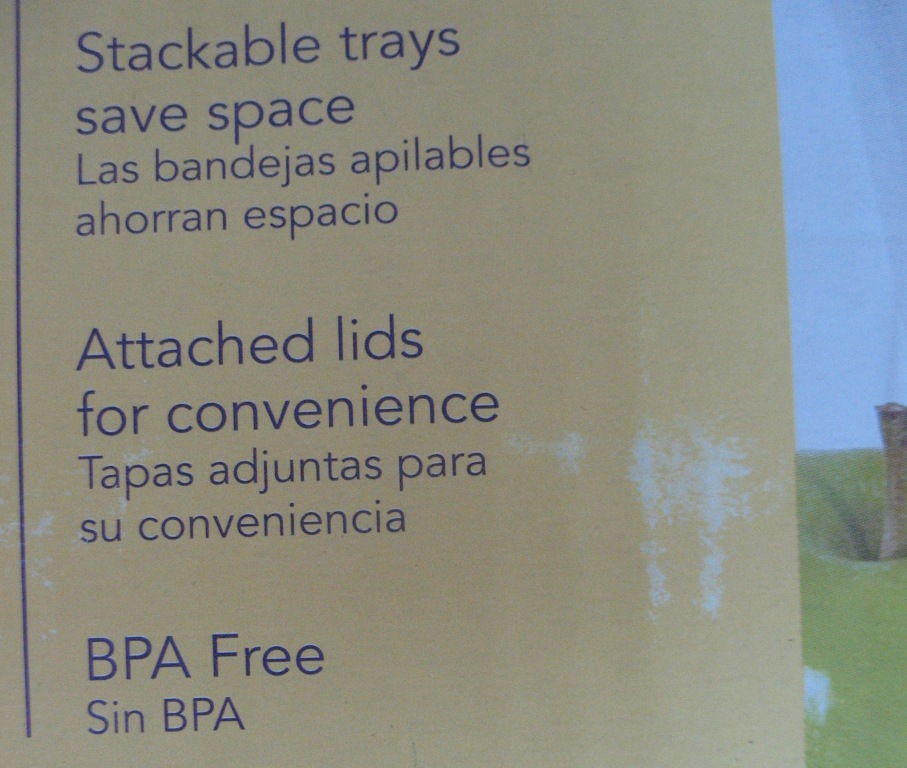 Stackable trays
save space
Las bandejas apilables
ahorran espacio
Attached lids
for convenience
Tapas adjuntas para
su conveniencia
BPA Free
Sin BPA